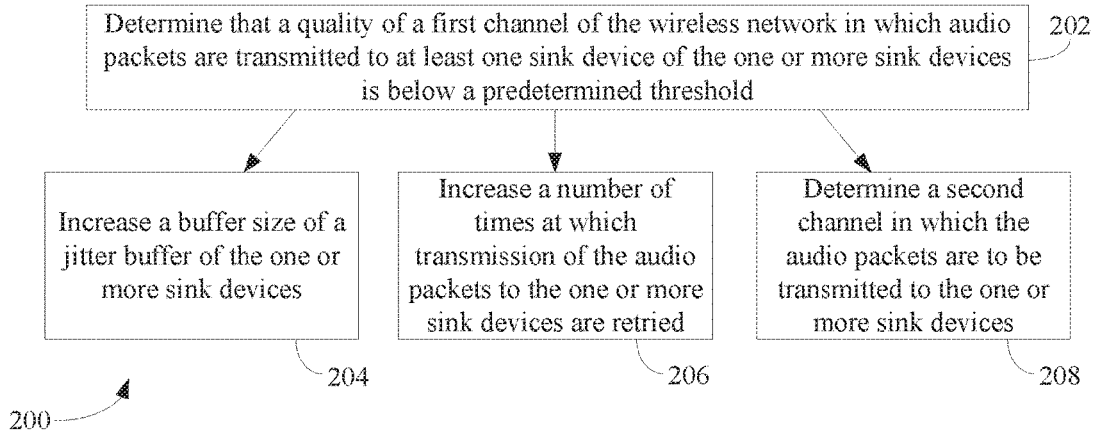 Determine that a quality of a first channel of the wireless network in which audio
packets are transmitted to at least one sink device of the one or more sink devices
is below a predetermined threshold
202
Increase a buffer size of a
jitter buffer of the one or
more sink devices
204
Increase a number of
times at which
transmission of the audio
packets to the one or more
sink devices are retried
206
Determine a second
channel in which the
audio packets are to be
transmitted to the one or
more sink devices
208
200